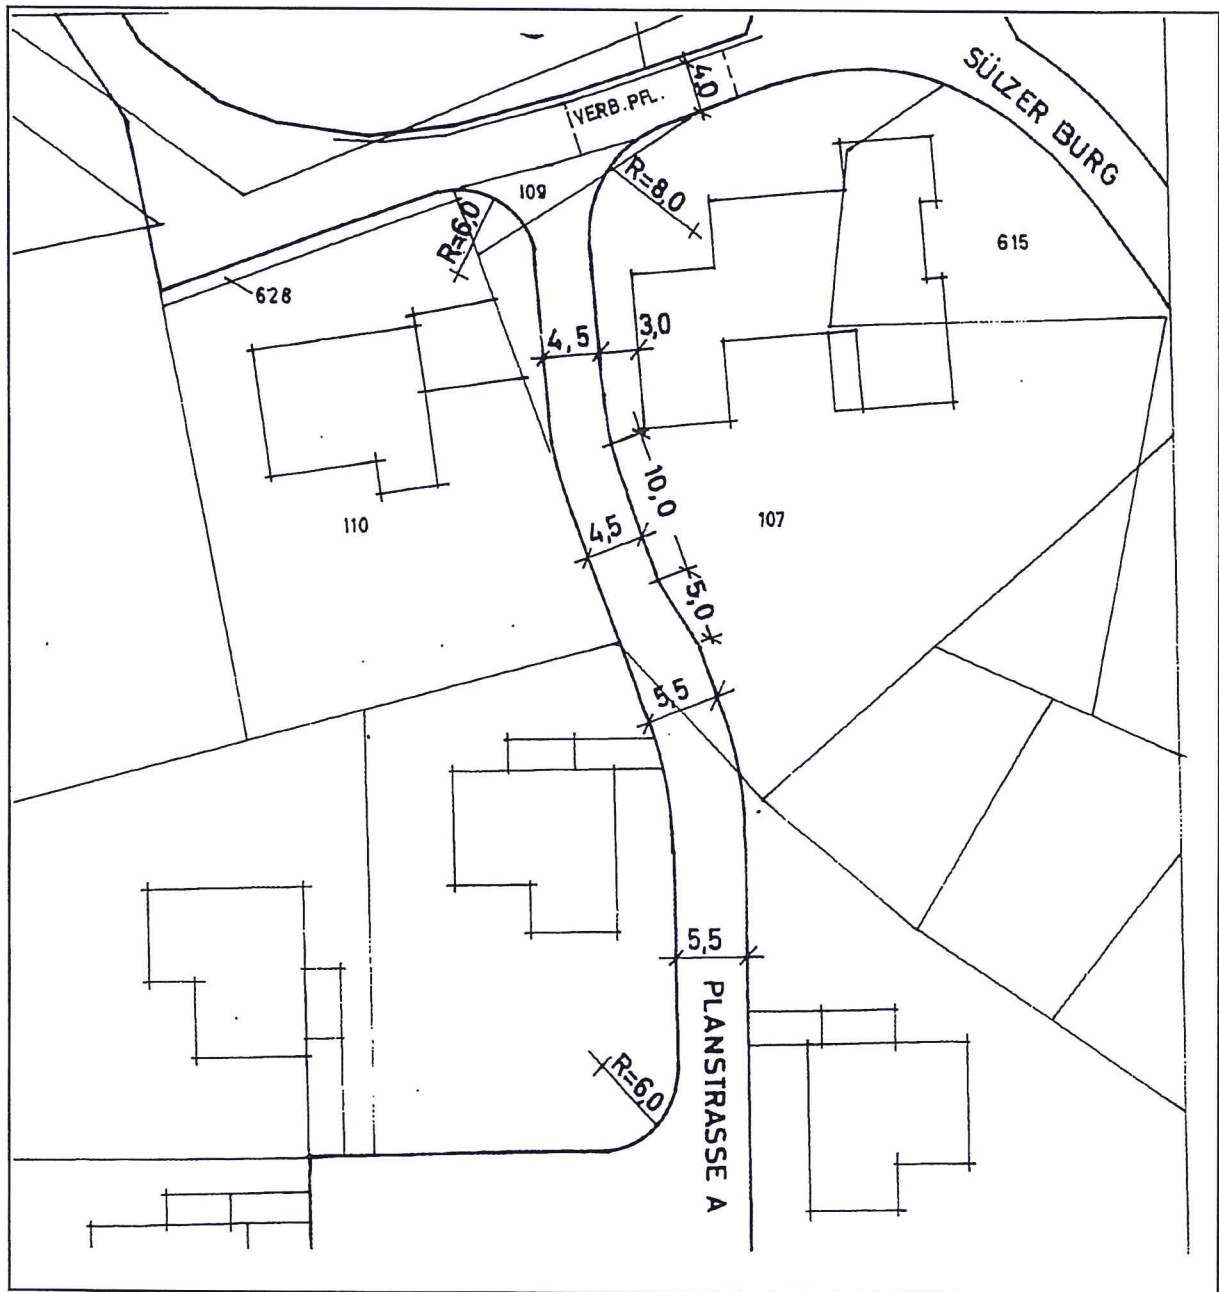 SÜLZER BURG
4,0
VERB.PFL.
109
R=8,0
R=6,0
615
628
4,5
3,0
10,0
110
107
4,5
5,0
5,5
5,5
PLANSTRASSE A
R=6,0